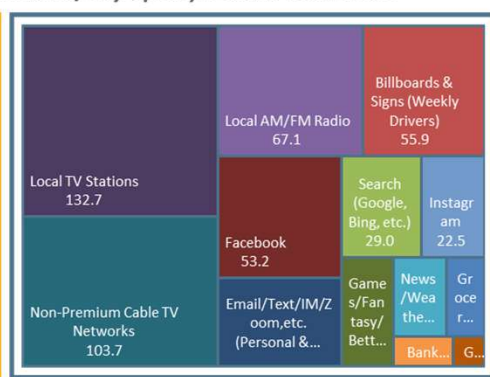 Local TV Stations
132.7
Non-Premium Cable TV
Networks
103.7
Local AM/FM Radio
67.1
Billboards &
Signs (Weekly
Drivers)
55.9
Facebook
53.2
Search
(Google,
Bing, etc.)
29.0
Instagr
am
22.5
Email/Text/IM/Z
oom,etc.
(Personal &...
Game
s/Fan
tasy/
Bett...
News
/Wea
the...
Gr
oce
r...
Bank...
G...